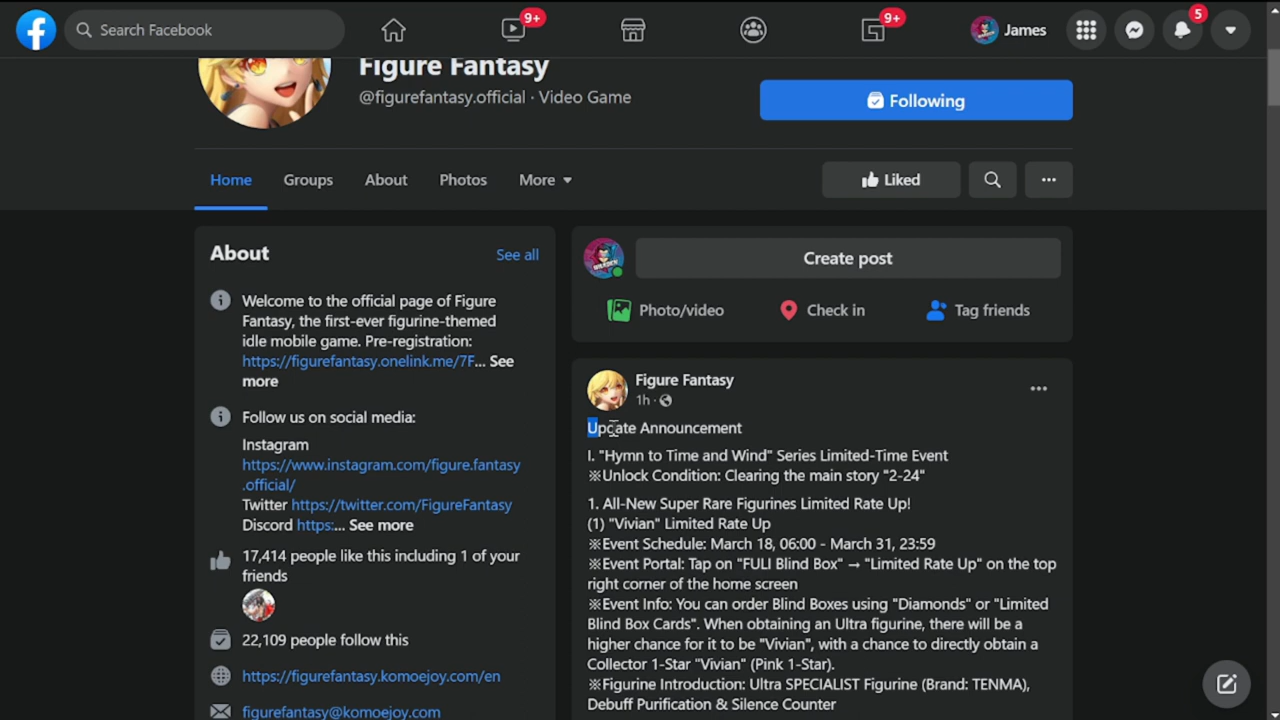 Search Facebook
9+
9+
James
5
Figure Fantasy
@figurefantasy.official · Video Game
Following
Home
Groups
About
Photos
More
Liked
About
See all
Welcome to the official page of Figure
Fantasy, the first-ever figurine-themed
idle mobile game. Pre-registration:
https://figurefantasy.onelink.me/7F... See
more
Follow us on social media:
Instagram
https://www.instagram.com/figure.fantasy
.official/
Twitter https://twitter.com/FigureFantasy
Discord https:... See more
17,414 people like this including 1 of your
friends
22,109 people follow this
https://figurefantasy.komoejoy.com/en
figurefantasy@komoejoy.com
Create post
Photo/video
Check in
Tag friends
Figure Fantasy
1h ·
Update Announcement
I. "Hymn to Time and Wind" Series Limited-Time Event
※Unlock Condition: Clearing the main story "2-24"
1. All-New Super Rare Figurines Limited Rate Up!
(1) "Vivian" Limited Rate Up
※Event Schedule: March 18, 06:00 - March 31, 23:59
※Event Portal: Tap on "FULI Blind Box" → "Limited Rate Up" on the top
right corner of the home screen
※Event Info: You can order Blind Boxes using "Diamonds" or "Limited
Blind Box Cards". When obtaining an Ultra figurine, there will be a
higher chance for it to be "Vivian", with a chance to directly obtain a
Collector 1-Star "Vivian" (Pink 1-Star).
※Figurine Introduction: Ultra SPECIALIST Figurine (Brand: TENMA),
Debuff Purification & Silence Counter